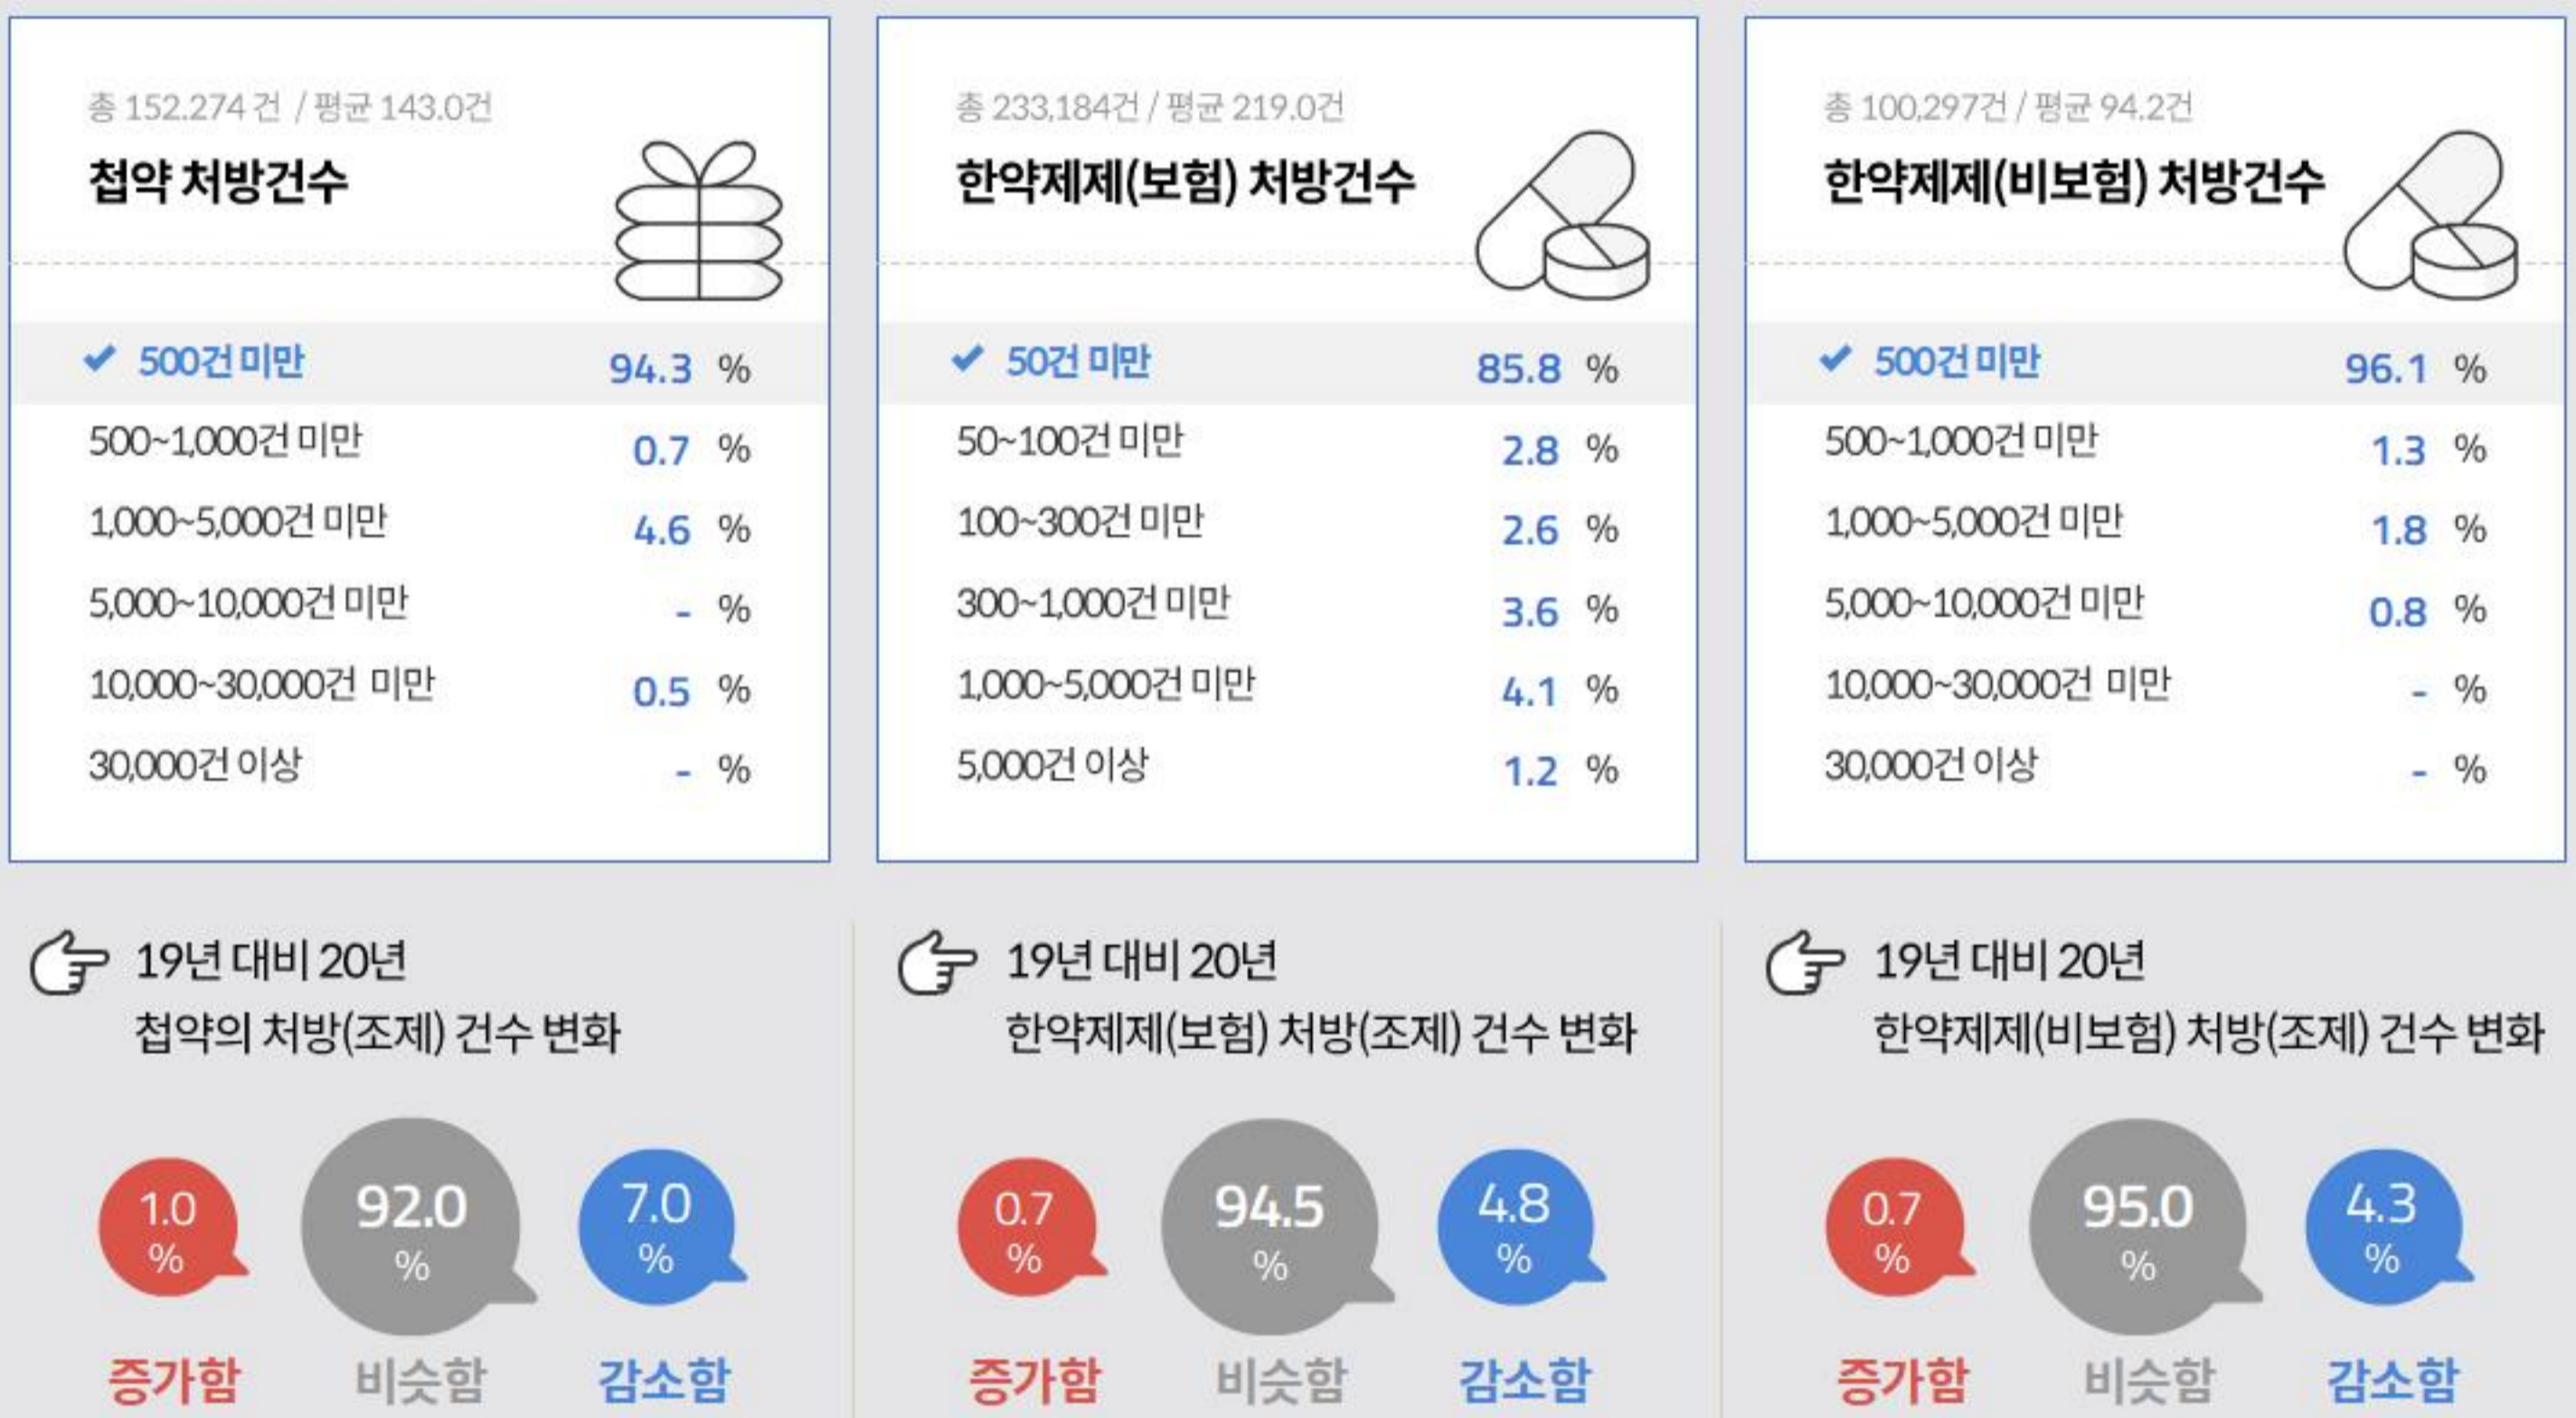 총 152.274 건 / 평균 143.0건
첩약 처방건수
✔ 500건 미만 94.3 %
500~1,000건 미만 0.7 %
1,000~5,000건 미만 4.6 %
5,000~10,000건 미만 - %
10,000~30,000건 미만 0.5 %
30,000건 이상 - %
총 233,184건 / 평균 219.0건
한약제제(보험) 처방건수
✔ 50건 미만 85.8 %
50~100건 미만 2.8 %
100~300건 미만 2.6 %
300~1,000건 미만 3.6 %
1,000~5,000건 미만 4.1 %
5,000건 이상 1.2 %
총 100,297건 / 평균 94.2건
한약제제(비보험) 처방건수
✔ 500건 미만 96.1 %
500~1,000건 미만 1.3 %
1,000~5,000건 미만 1.8 %
5,000~10,000건 미만 0.8 %
10,000~30,000건 미만 - %
30,000건 이상 - %
19년 대비 20년
첩약의 처방(조제) 건수 변화
1.0 % 92.0 % 7.0 %
증가함 비슷함 감소함
19년 대비 20년
한약제제(보험) 처방(조제) 건수 변화
0.7 % 94.5 % 4.8 %
증가함 비슷함 감소함
19년 대비 20년
한약제제(비보험) 처방(조제) 건수 변화
0.7 % 95.0 % 4.3 %
증가함 비슷함 감소함